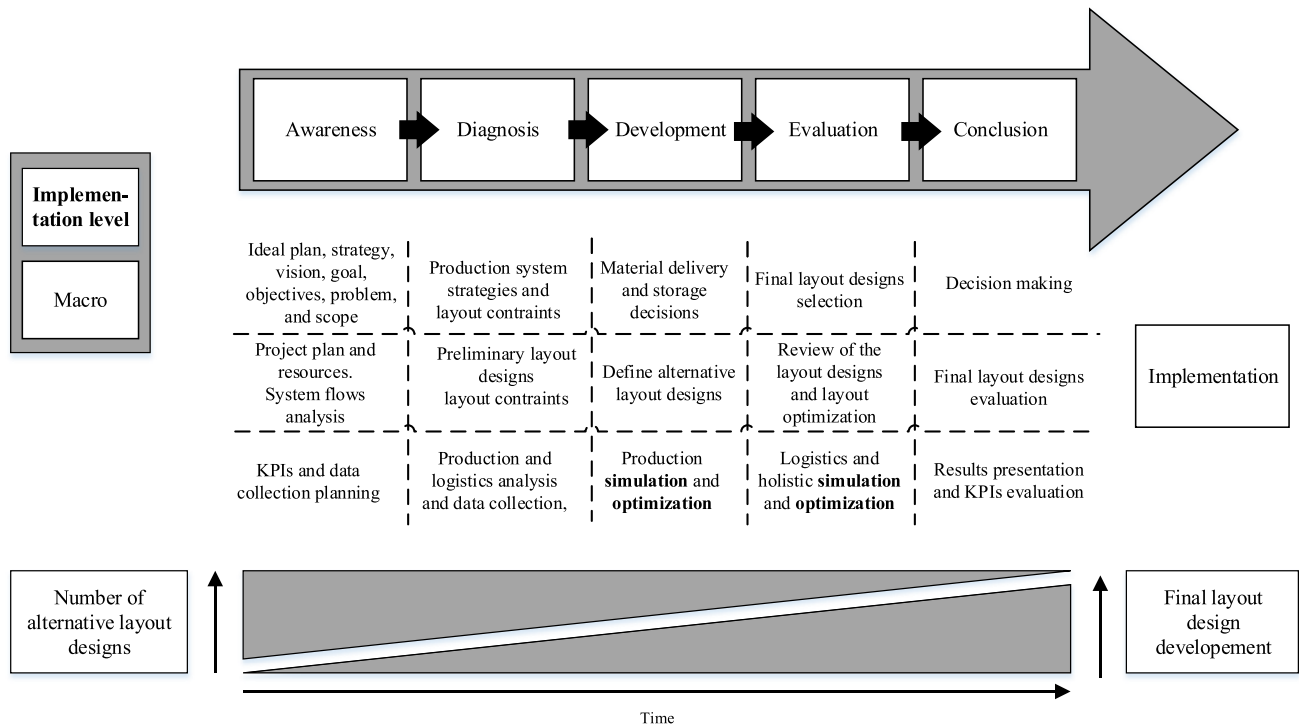 Awareness
Diagnosis
Development
Evaluation
Conclusion
Implemen-
tation level
Macro
Ideal plan, strategy,
vision, goal,
objectives, problem,
and scope
Production system
strategies and
layout contraints
Material delivery
and storage
decisions
Final layout designs
selection
Decision making
Project plan and
resources.
System flows
analysis
Preliminary layout
designs
layout contraints
Define alternative
layout designs
Review of the
layout designs
and layout
optimization
Final layout designs
evaluation
Implementation
KPIs and data
collection planning
Production and
logistics analysis
and data collection,
Production
simulation and
optimization
Logistics and
holistic simulation
and optimization
Results presentation
and KPIs evaluation
Number of
alternative layout
designs
Final layout
design
developement
Time